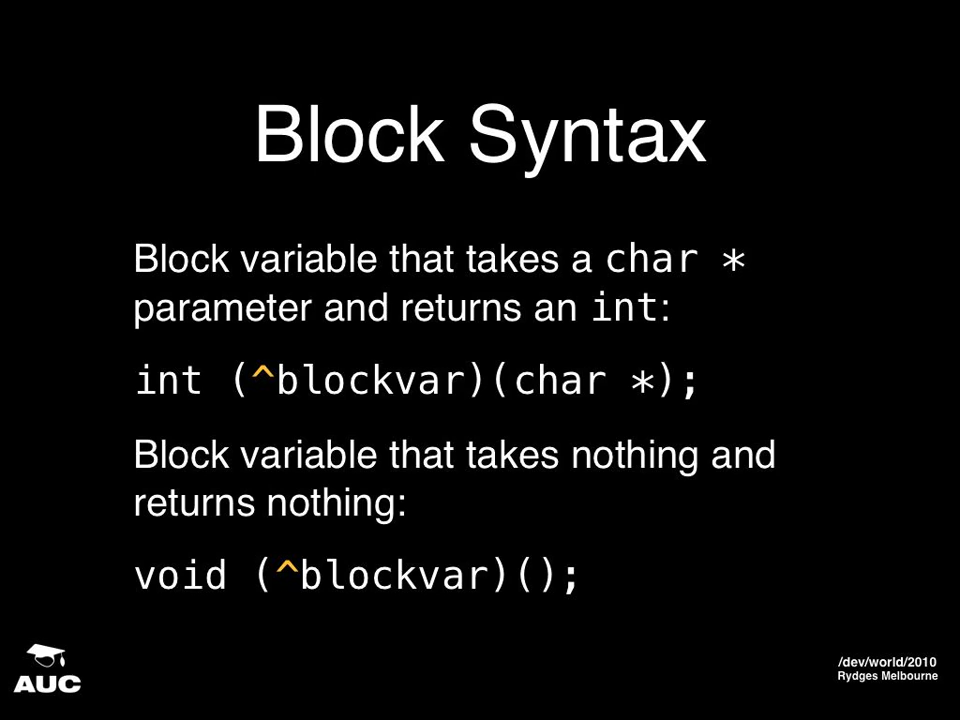 Block Syntax
Block variable that takes a char *
parameter and returns an int:
int (^blockvar)(char *);
Block variable that takes nothing and
returns nothing:
void (^blockvar)();
AUC
/dev/world/2010
Rydges Melbourne